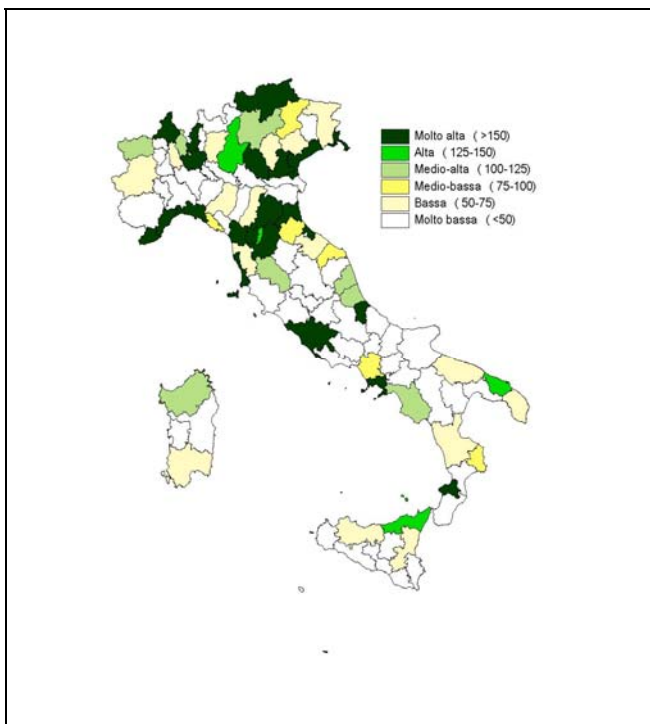 Molto alta ( >150)
Alta ( 125-150)
Medio-alta ( 100-125)
Medio-bassa ( 75-100)
Bassa ( 50-75)
Molto bassa ( <50)